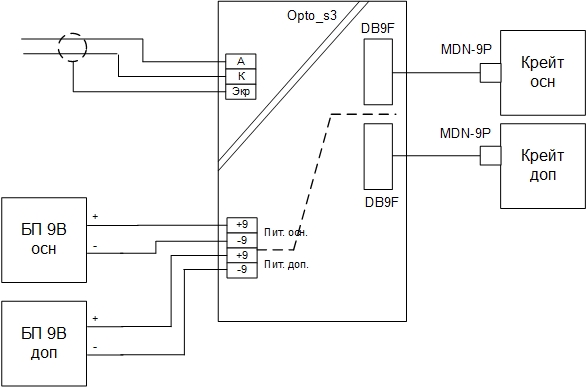 Opto_s3
DB9F
MDN-9P
Крейт
осн
А
К
Экр
MDN-9P
Крейт
доп
DB9F
БП 9В
осн
+
-
+9
-9
+9
-9
Пит. осн.
Пит. доп.
БП 9В
доп
+
-